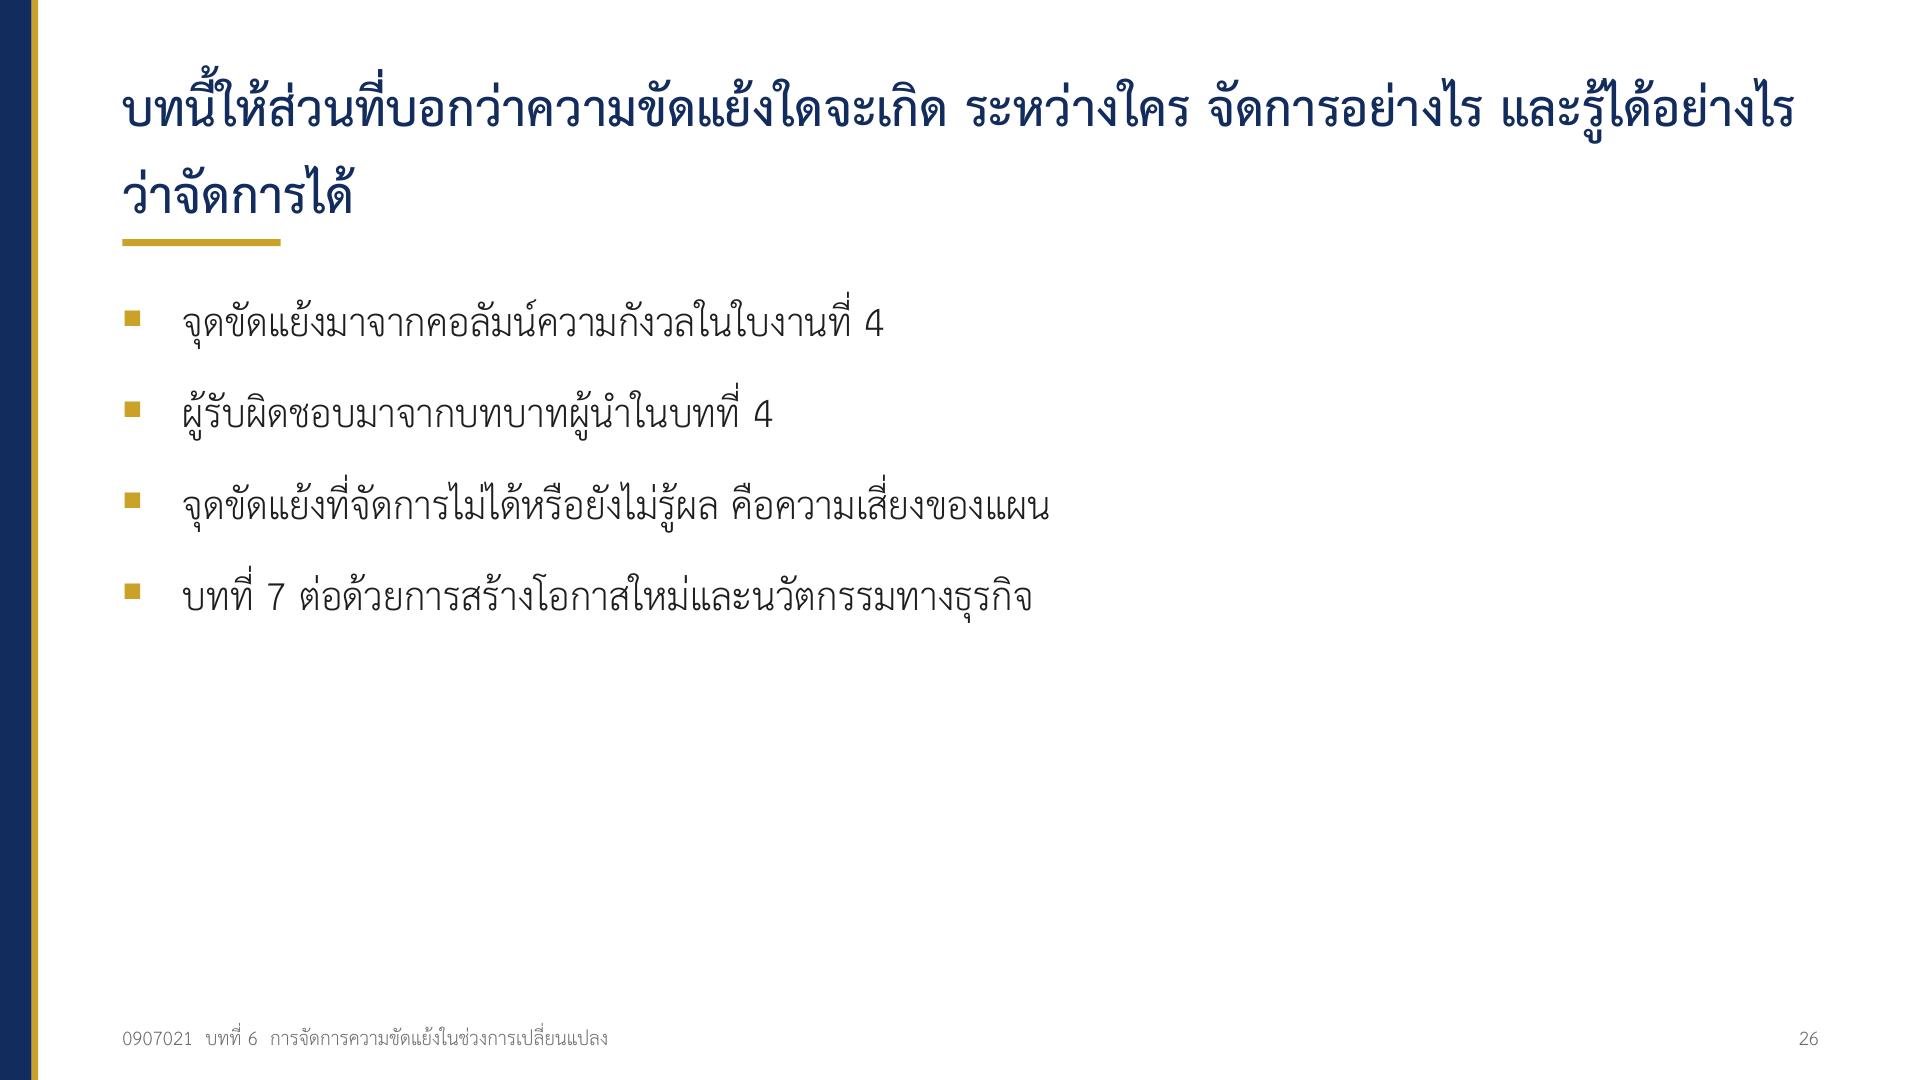 บทนี้ให้ส่วนที่บอกว่าความขัดแย้งใดจะเกิด ระหว่างใคร จัดการอย่างไร และรู้ได้อย่างไร
ว่าจัดการได้
จุดขัดแย้งมาจากคอลัมน์ความกังวลในใบงานที่ 4
ผู้รับผิดชอบมาจากบทบาทผู้นำในบทที่ 4
จุดขัดแย้งที่จัดการไม่ได้หรือยังไม่รู้ผล คือความเสี่ยงของแผน
บทที่ 7 ต่อด้วยการสร้างโอกาสใหม่และนวัตกรรมทางธุรกิจ
0907021 บทที่ 6 การจัดการความขัดแย้งในช่วงการเปลี่ยนแปลง
26